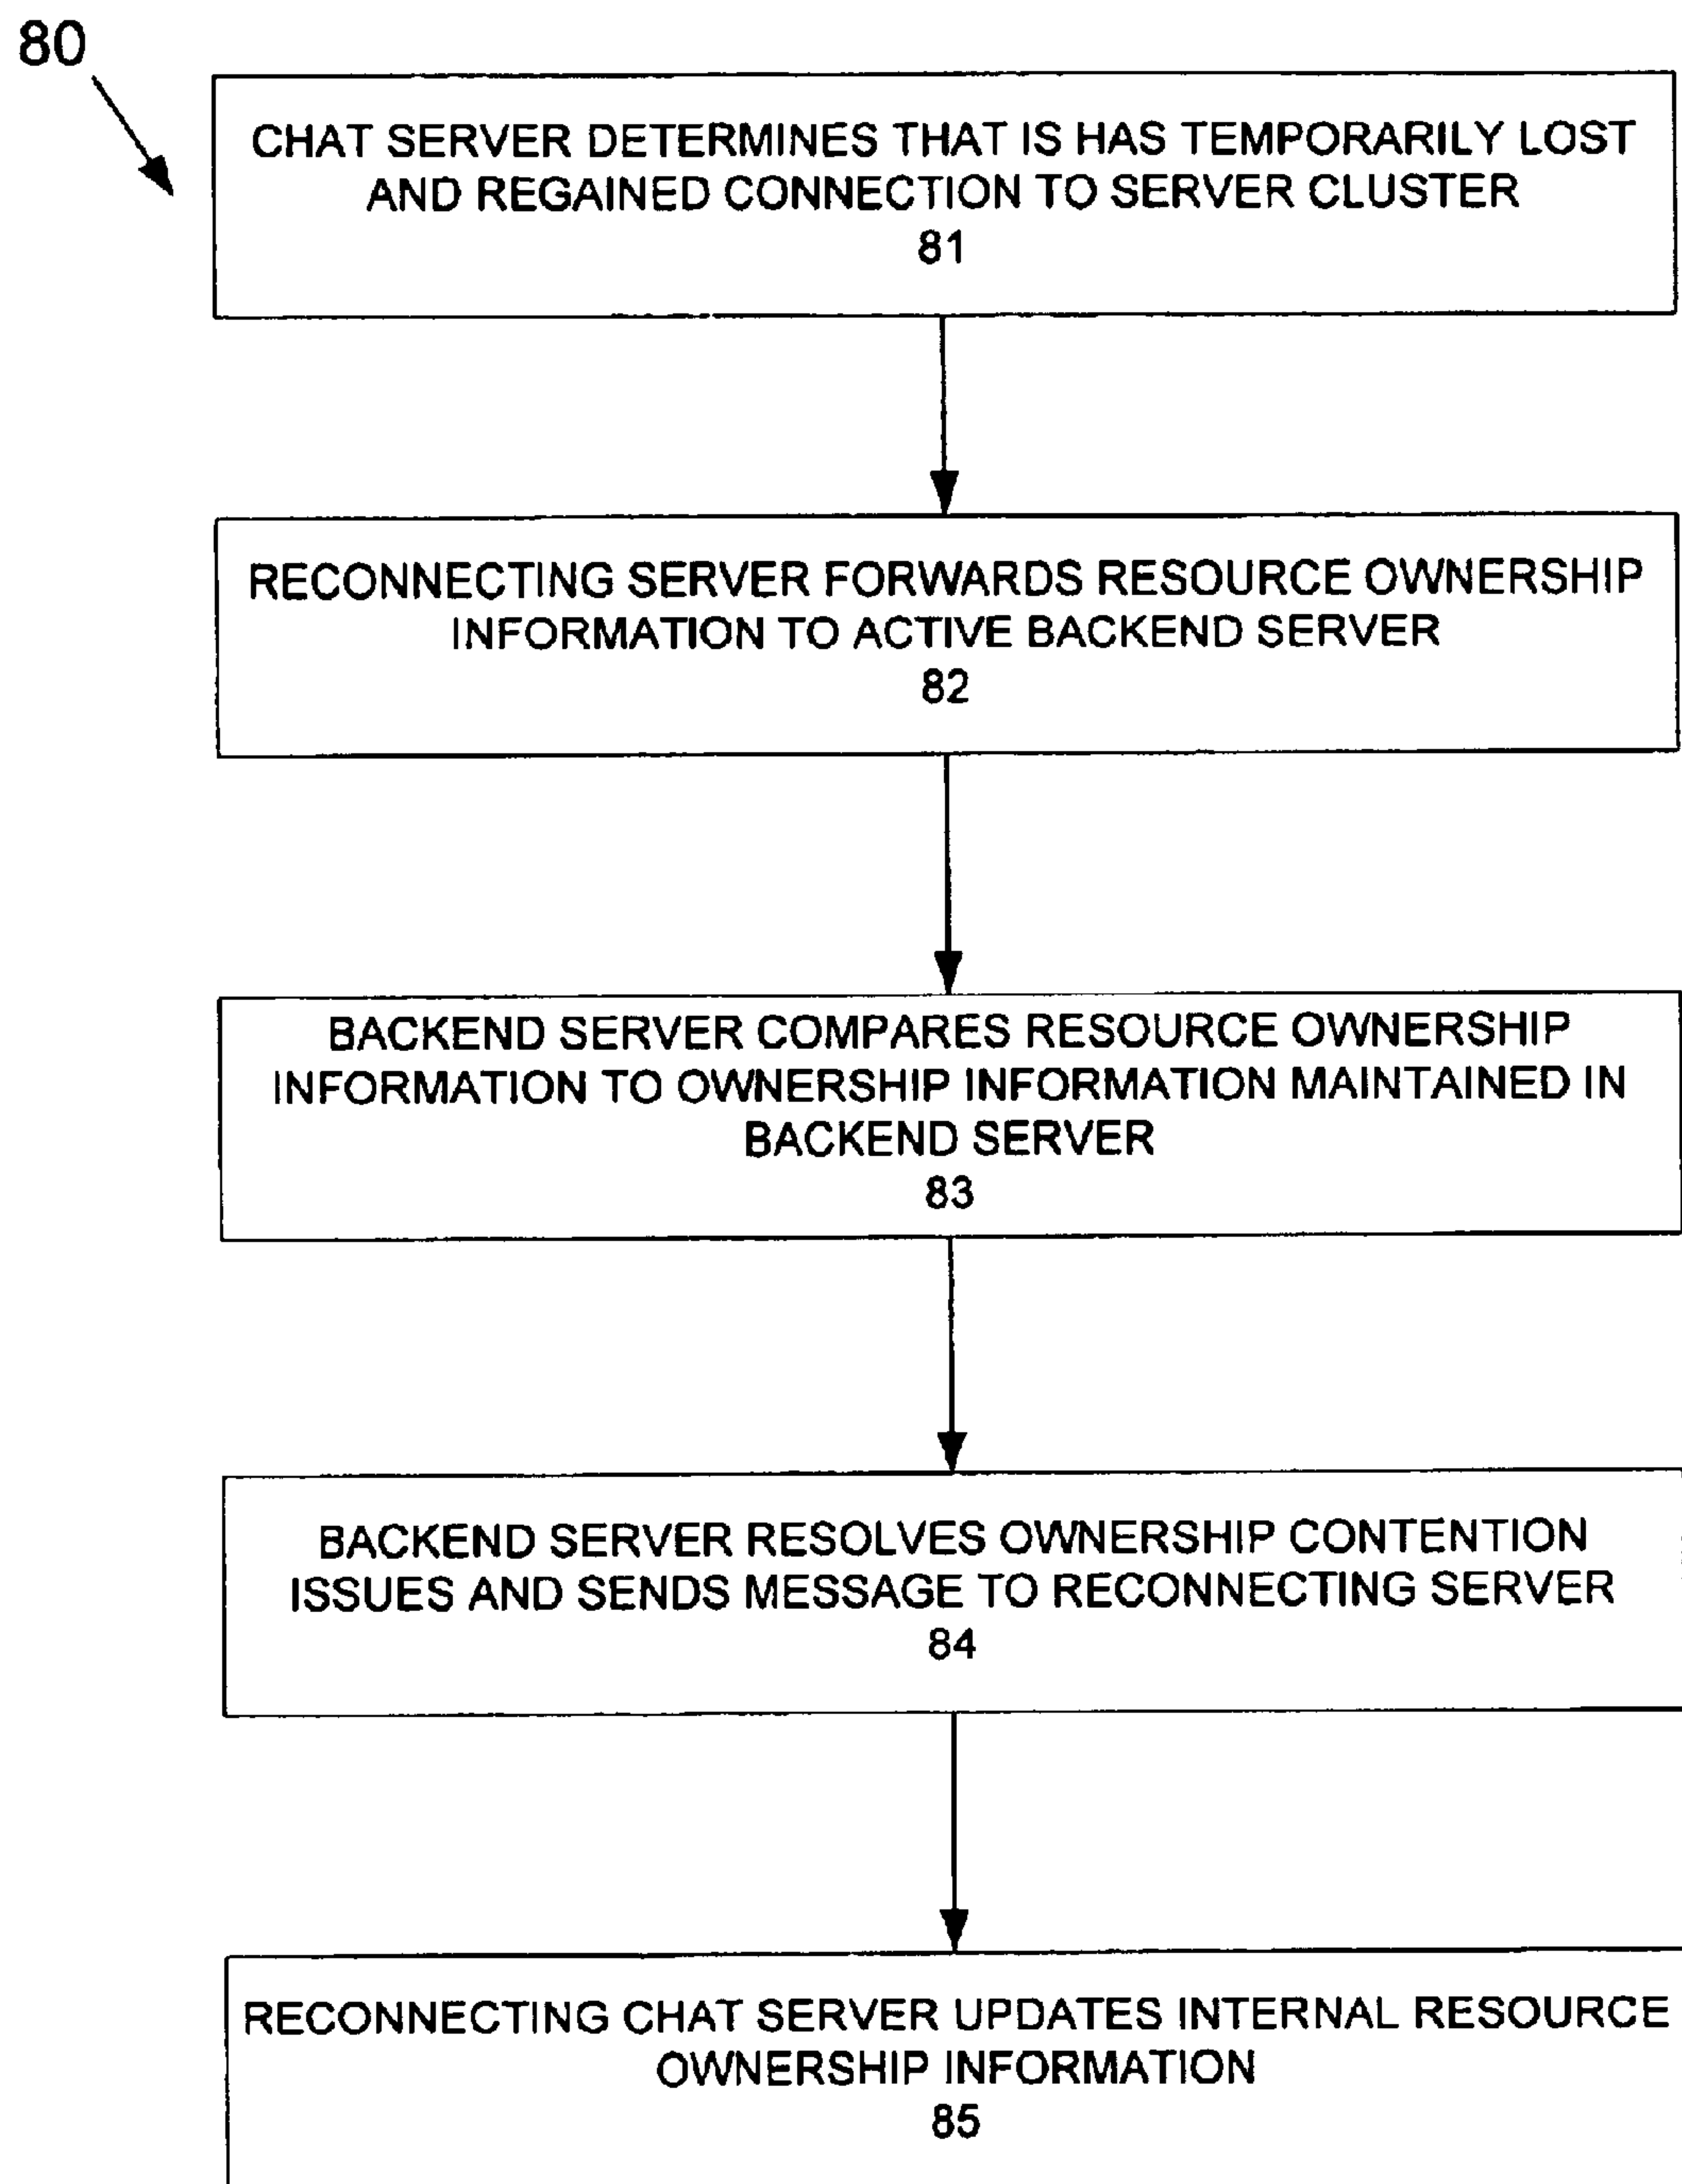 80
CHAT SERVER DETERMINES THAT IS HAS TEMPORARILY LOST
AND REGAINED CONNECTION TO SERVER CLUSTER
81
RECONNECTING SERVER FORWARDS RESOURCE OWNERSHIP
INFORMATION TO ACTIVE BACKEND SERVER
82
BACKEND SERVER COMPARES RESOURCE OWNERSHIP
INFORMATION TO OWNERSHIP INFORMATION MAINTAINED IN
BACKEND SERVER
83
BACKEND SERVER RESOLVES OWNERSHIP CONTENTION
ISSUES AND SENDS MESSAGE TO RECONNECTING SERVER
84
RECONNECTING CHAT SERVER UPDATES INTERNAL RESOURCE
OWNERSHIP INFORMATION
85